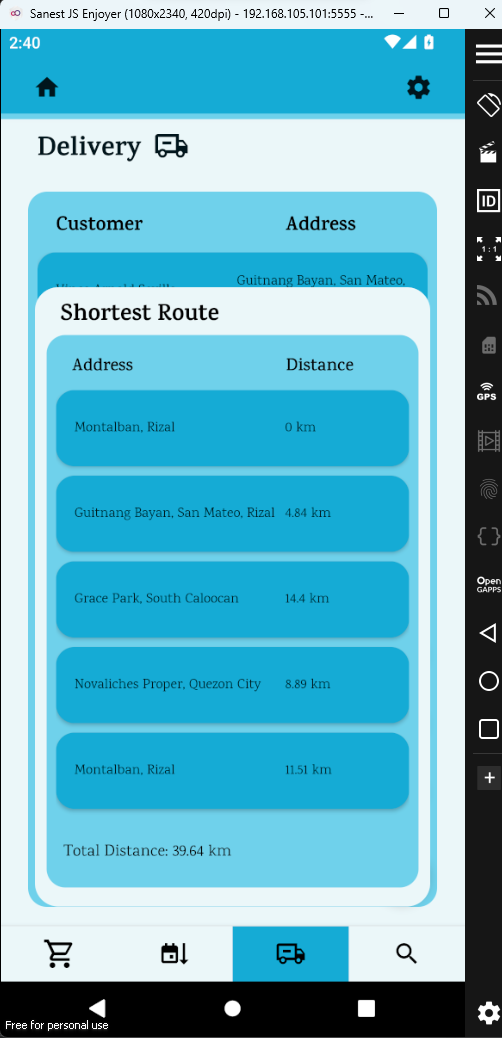 Sanest JS Enjoyer (1080x2340, 420dpi) - 192.168.105.101:5555 -...
2:40
Delivery
Customer Address
Guitnang Bayan, San Mateo,
Shortest Route
Address Distance
Montalban, Rizal 0 km
Guitnang Bayan, San Mateo, Rizal 4.84 km
Grace Park, South Caloocan 14.4 km
Novaliches Proper, Quezon City 8.89 km
Montalban, Rizal 11.51 km
Total Distance: 39.64 km
Free for personal use
ID
1:1
GPS
Open
GAPPS